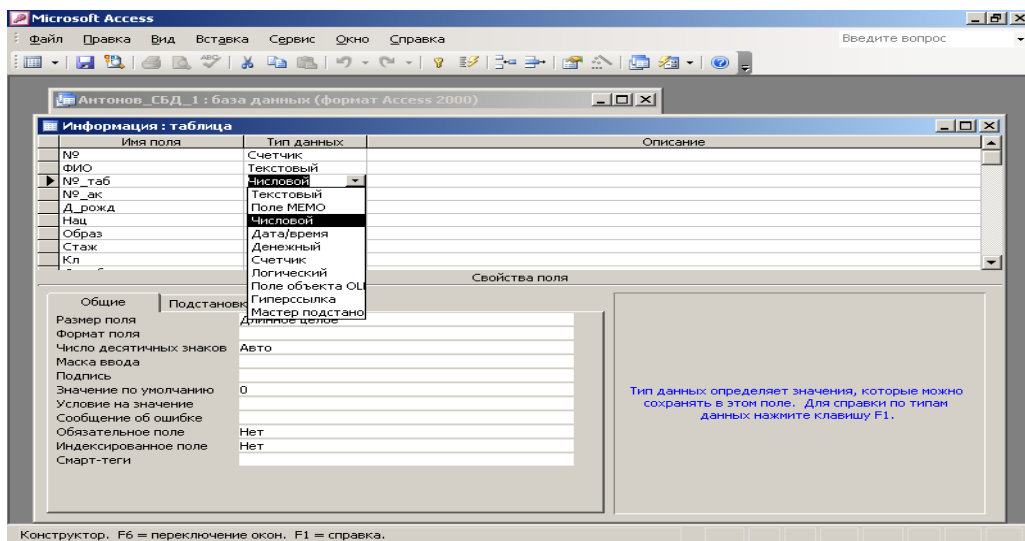 Microsoft Access
Файл Правка Вид Вставка Сервис Окно Справка Введите вопрос
Антонов_СБД_1 : база данных (формат Access 2000)
Информация : таблица
Имя поля Тип данных Описание
№ Счетчик
ФИО Текстовый
№_таб Числовой
№_ак Текстовый
Д_рожд Поле MEMO
Нац Числовой
Образ Дата/время
Стаж Денежный
Кл Счетчик
Логический
Свойства поля
Поле объекта OLI
Общие Подстановк Гиперссылка
Мастер подстано
Размер поля Длинное целое
Формат поля
Число десятичных знаков Авто
Маска ввода
Подпись
Значение по умолчанию 0
Условие на значение
Сообщение об ошибке
Обязательное поле Нет
Индексированное поле Нет
Смарт-теги
Тип данных определяет значения, которые можно
сохранять в этом поле. Для справки по типам
данных нажмите клавишу F1.
Конструктор. F6 = переключение окон. F1 = справка.